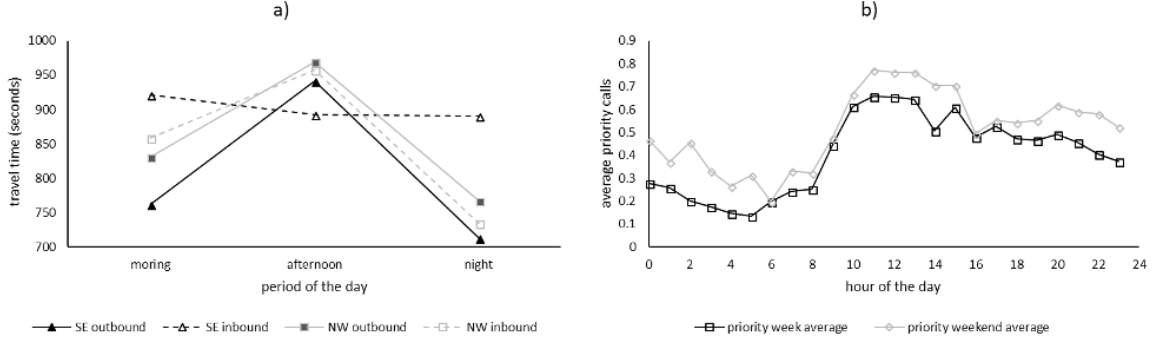 a)
1000
950
900
850
800
750
700
travel time (seconds)
moring
afternoon
night
period of the day
SE outbound
SE inbound
NW outbound
NW inbound
b)
0.9
0.8
0.7
0.6
0.5
0.4
0.3
0.2
0.1
0
average priority calls
0 2 4 6 8 10 12 14 16 18 20 22 24
hour of the day
priority week average
priority weekend average